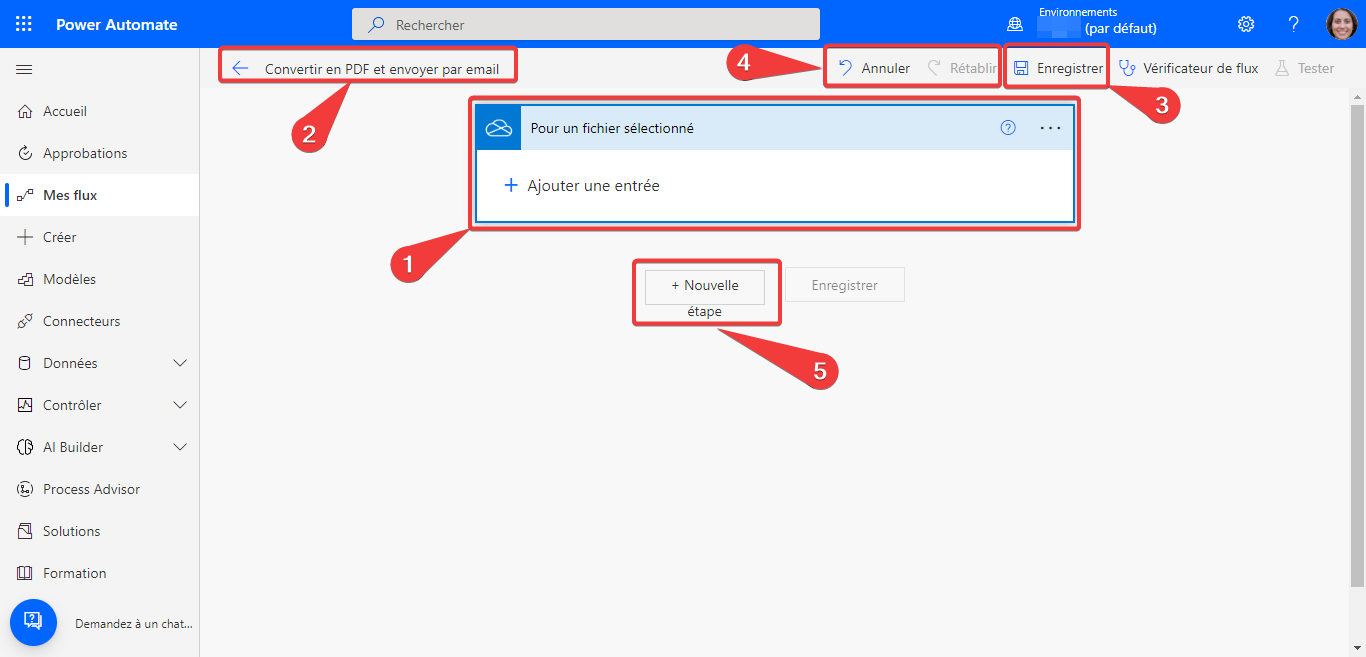 Power Automate
Rechercher
Environnements
(par défaut)
?
Convertir en PDF et envoyer par email
4
Annuler
Rétablir
Enregistrer
Vérificateur de flux
Tester
2
3
Accueil
Approbations
Mes flux
Créer
Modèles
Connecteurs
Données
Contrôler
AI Builder
Process Advisor
Solutions
Formation
Demandez à un chat...
Pour un fichier sélectionné
?
...
+ Ajouter une entrée
1
+ Nouvelle
étape
Enregistrer
5